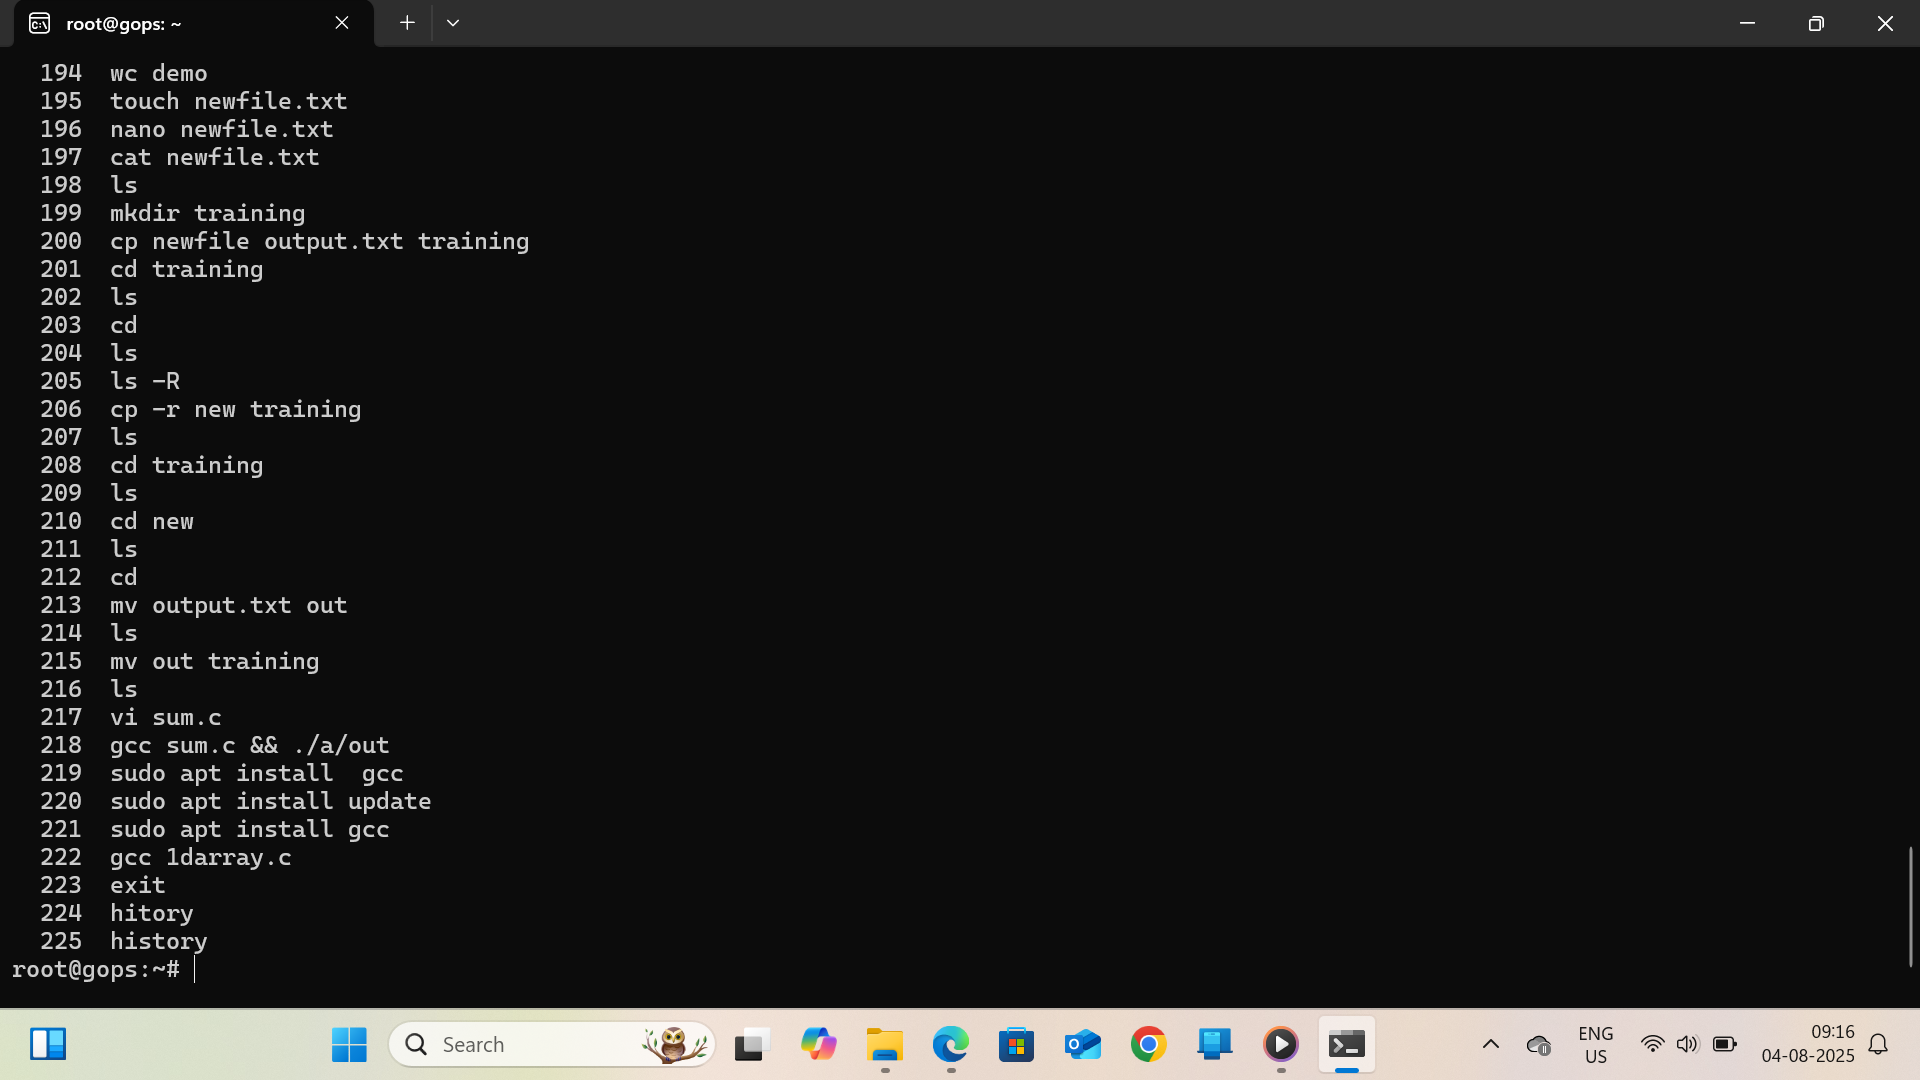 root@gops: ~
194 wc demo
195 touch newfile.txt
196 nano newfile.txt
197 cat newfile.txt
198 ls
199 mkdir training
200 cp newfile output.txt training
201 cd training
202 ls
203 cd
204 ls
205 ls -R
206 cp -r new training
207 ls
208 cd training
209 ls
210 cd new
211 ls
212 cd
213 mv output.txt out
214 ls
215 mv out training
216 ls
217 vi sum.c
218 gcc sum.c && ./a/out
219 sudo apt install  gcc
220 sudo apt install update
221 sudo apt install gcc
222 gcc 1darray.c
223 exit
224 hitory
225 history
root@gops:~#
Search
ENG
US
09:16
04-08-2025